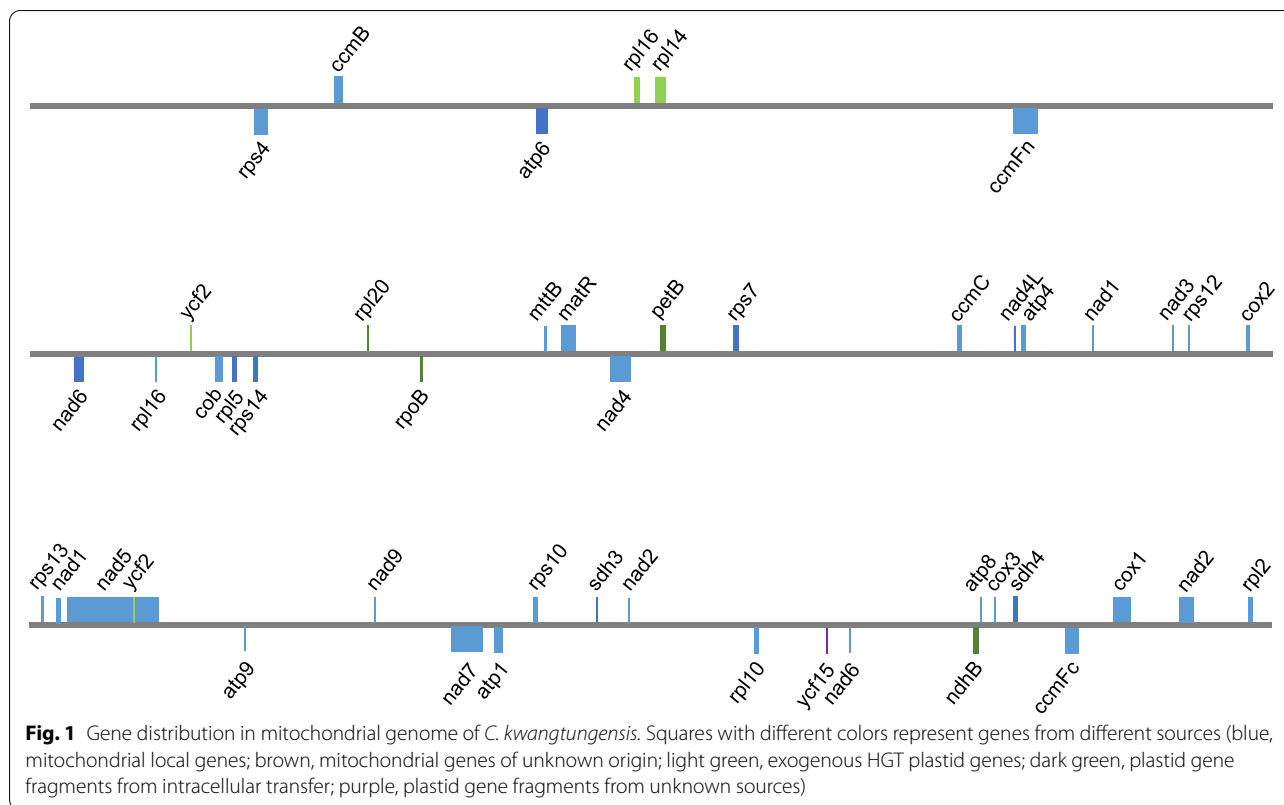 ccmB rpl16 rpl14
rps4 atp6 ccmFn
ycf2 rpl20 mttB matR petB rps7 ccmC nad4L atp4 nad1 nad3 rps12 cox2
nad6 rpl16 cob rpl5 rps14 rpoB nad4
rps13 nad1 nad5 ycf2 nad9 rps10 sdh3 nad2 atp8 cox3 sdh4 cox1 nad2 rpl2
atp9 nad7 atp1 rpl10 ycf15 nad6 ndhB ccmFc
Fig. 1 Gene distribution in mitochondrial genome of C. kwangtungensis. Squares with different colors represent genes from different sources (blue,
mitochondrial local genes; brown, mitochondrial genes of unknown origin; light green, exogenous HGT plastid genes; dark green, plastid gene
fragments from intracellular transfer; purple, plastid gene fragments from unknown sources)